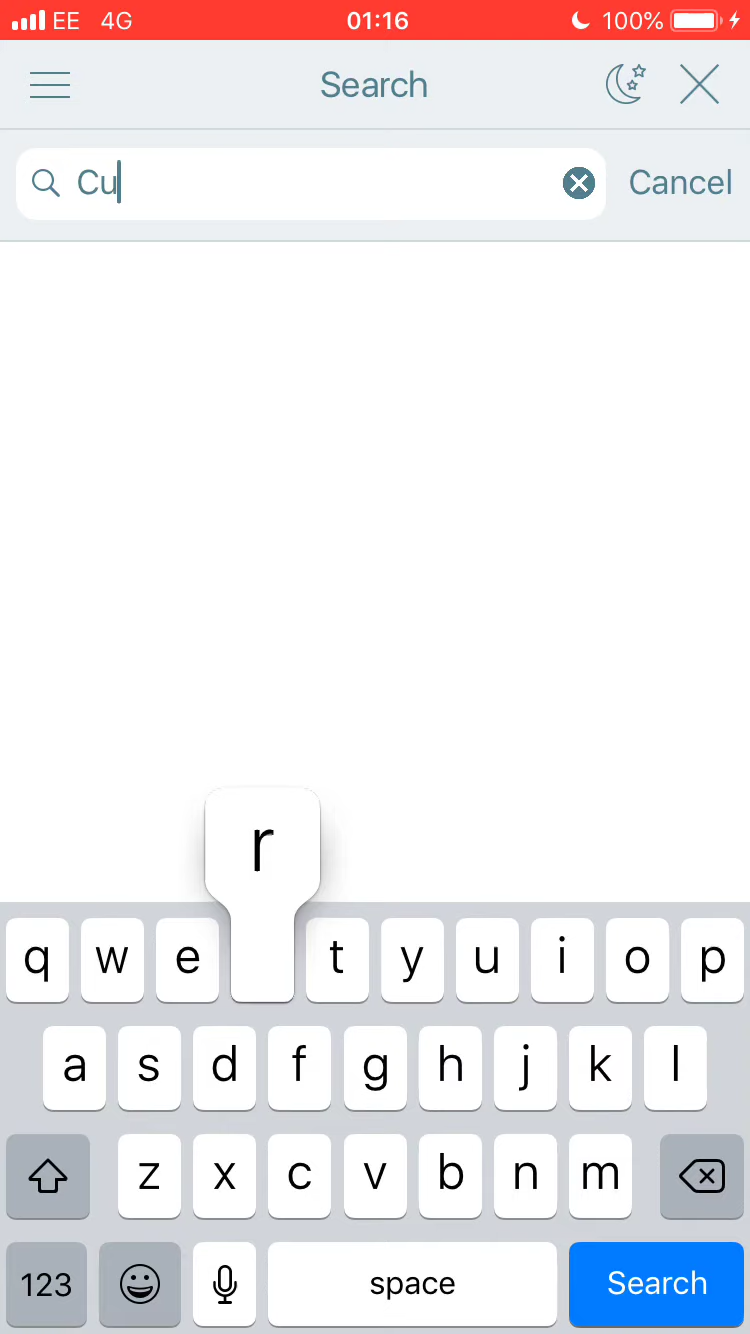 EE 4G 01:16 100%
Search
Cu Cancel
r
q w e t y u i o p
a s d f g h j k l
z x c v b n m
123 space Search